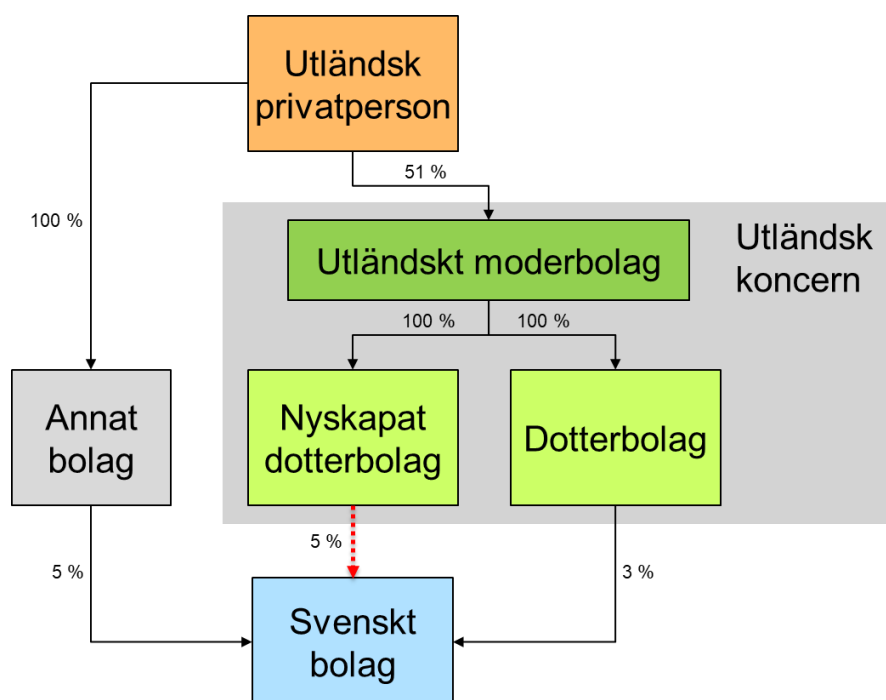 Utländsk
privatperson
51 %
100 %
Utländskt moderbolag
Utländsk
koncern
100 %
100 %
Annat
bolag
Nyskapat
dotterbolag
Dotterbolag
5 %
5 %
3 %
Svenskt
bolag